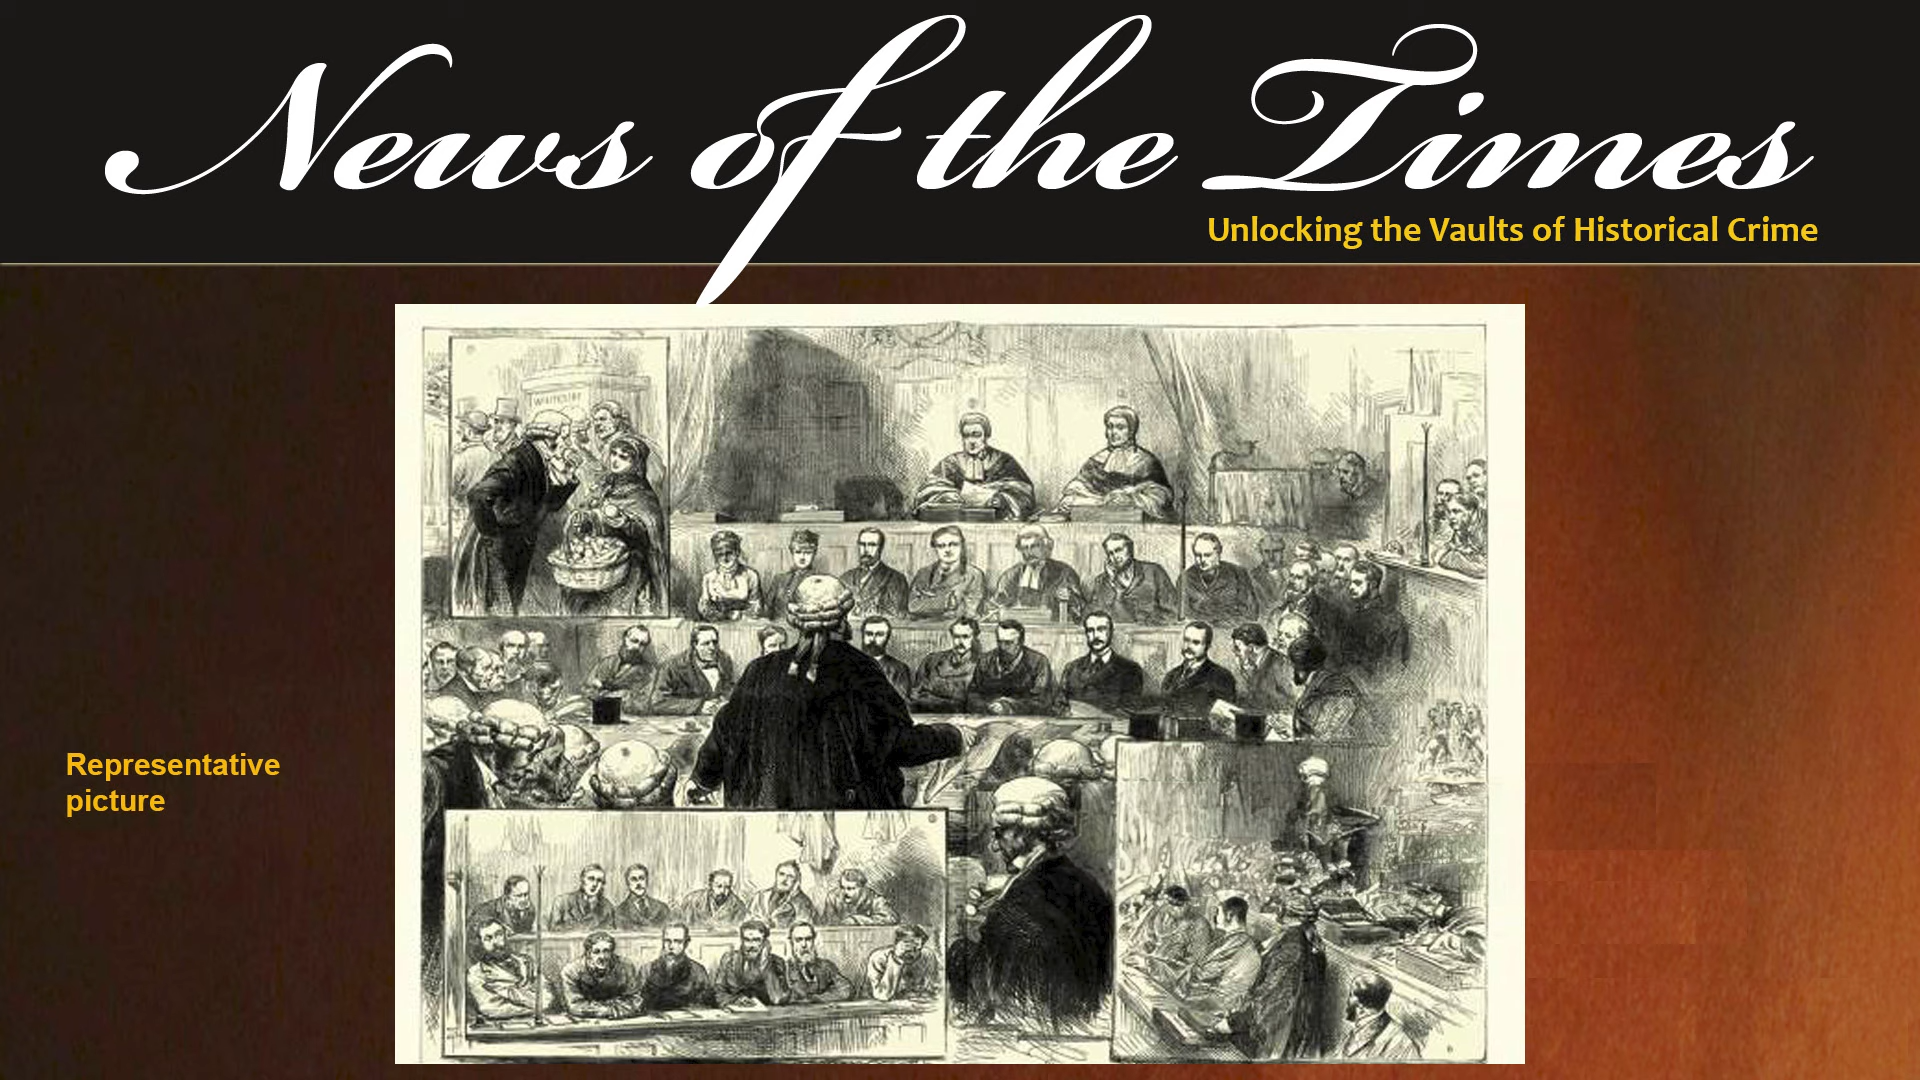 News of the Times
Unlocking the Vaults of Historical Crime
Representative
picture